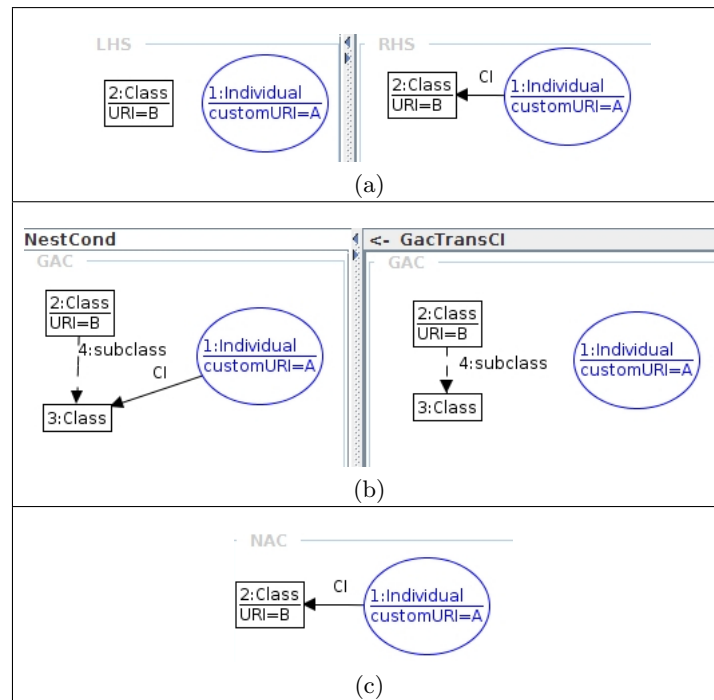 LHS
RHS
2:Class
URI=B
1:Individual
customURI=A
CI
2:Class
URI=B
1:Individual
customURI=A
(a)
NestCond
<- GacTransCI
GAC
GAC
2:Class
URI=B
4:subclass
CI
1:Individual
customURI=A
3:Class
2:Class
URI=B
4:subclass
1:Individual
customURI=A
3:Class
(b)
NAC
2:Class
URI=B
CI
1:Individual
customURI=A
(c)